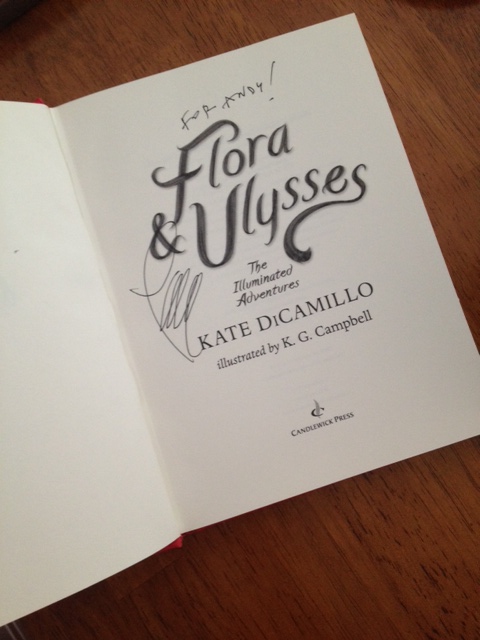 FOR ANDY!
Flora
& Ulysses
The
Illuminated
Adventures
KATE DiCAMILLO
illustrated by K. G. Campbell
CANDLEWICK PRESS